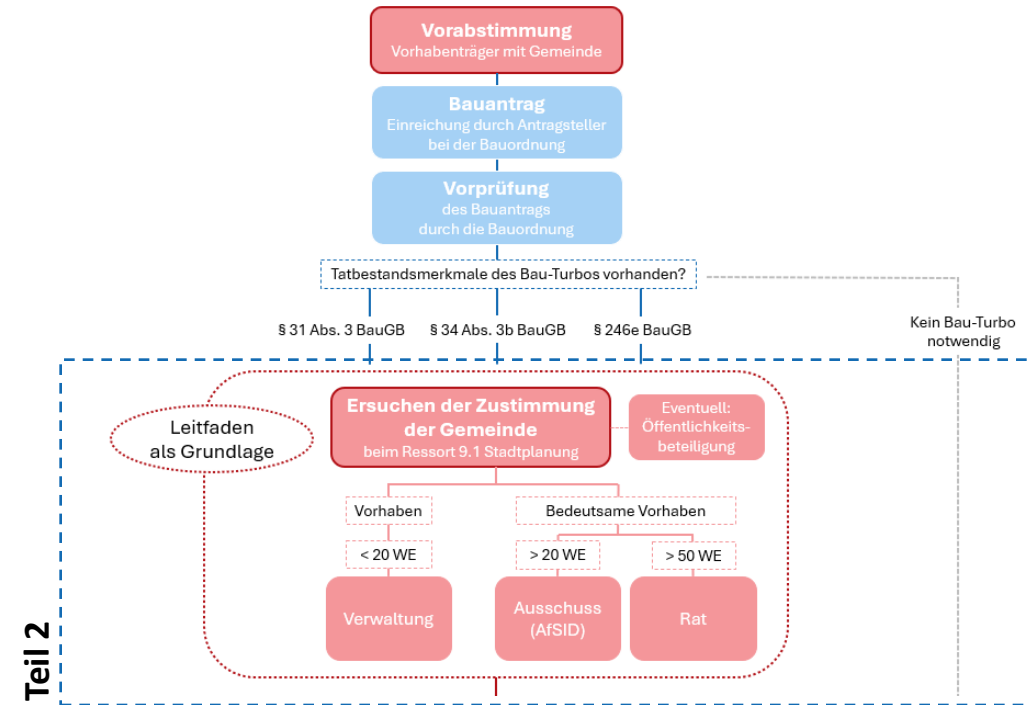 Vorabstimmung
Vorhabenträger mit Gemeinde
Bauantrag
Einreichung durch Antragsteller
bei der Bauordnung
Vorprüfung
des Bauantrags
durch die Bauordnung
Tatbestandsmerkmale des Bau-Turbos vorhanden?
§ 31 Abs. 3 BauGB
§ 34 Abs. 3b BauGB
§ 246e BauGB
Kein Bau-Turbo
notwendig
Leitfaden
als Grundlage
Ersuchen der Zustimmung
der Gemeinde
beim Ressort 9.1 Stadtplanung
Eventuell:
Öffentlichkeits-
beteiligung
Vorhaben
Bedeutsame Vorhaben
< 20 WE
> 20 WE
> 50 WE
Verwaltung
Ausschuss
(AfSID)
Rat
Teil 2